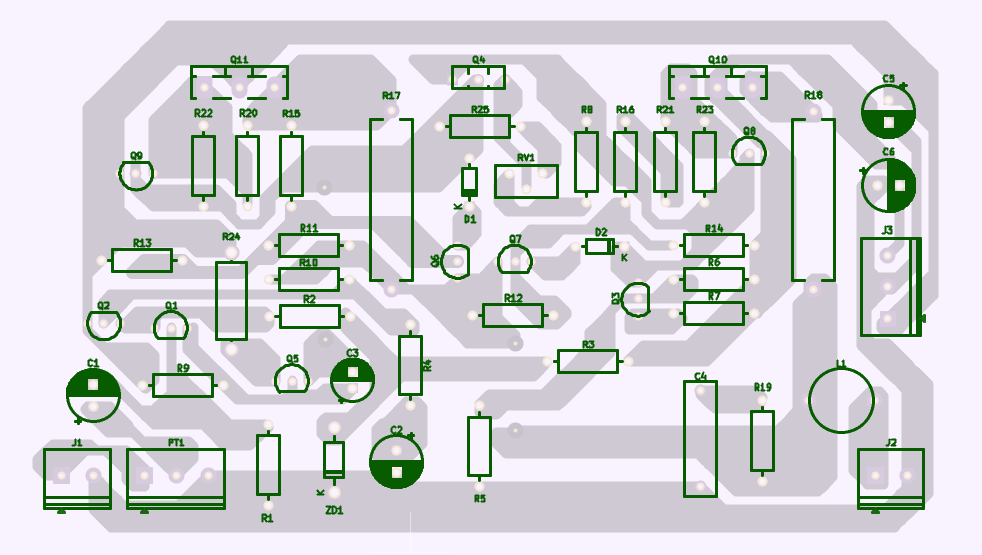 Q11
Q4
Q10
C5
R22
R20
R15
R17
R25
R8
R16
R21
R23
R18
Q9
RV1
Q8
C6
K
D1
R24
R11
R13
R10
Q6
Q7
D2
K
R14
J3
R6
R2
R12
Q3
R7
Q2
Q1
C1
R9
Q5
C3
R4
R3
C4
R19
L1
J1
PT1
C2
J2
K
R1
ZD1
R5